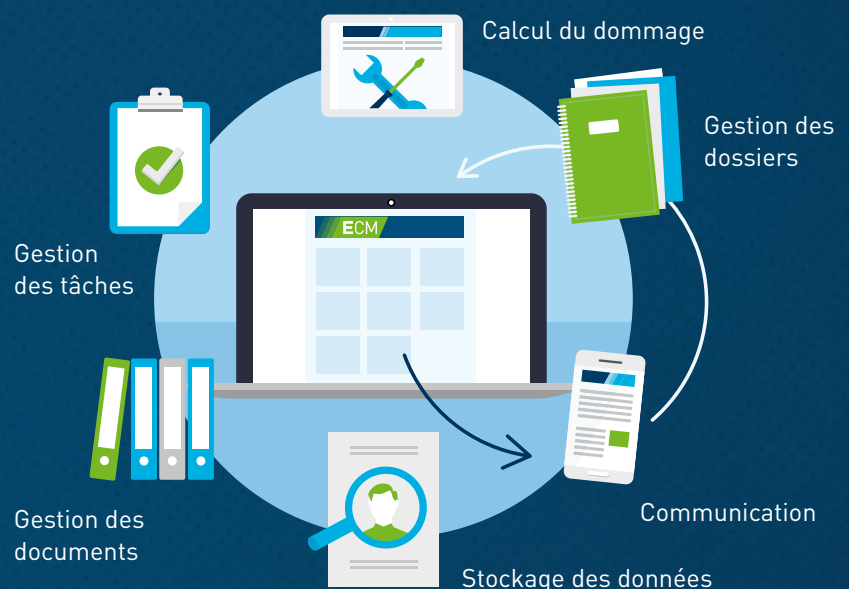 Calcul du dommage
Gestion des
dossiers
ECM
Gestion
des tâches
Gestion des
documents
Communication
Stockage des données